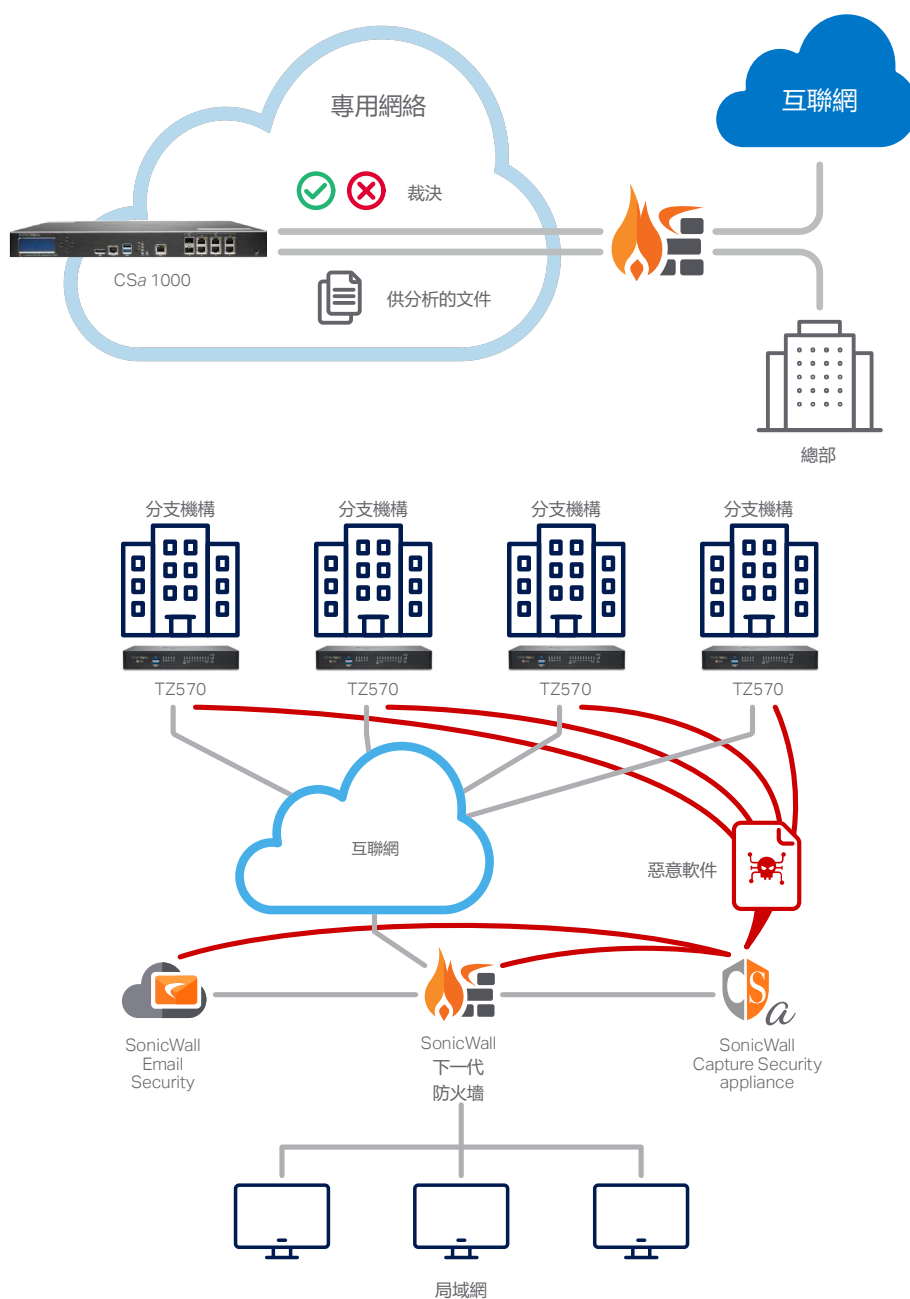 專用網絡
互聯網
裁決
CSa 1000
供分析的文件
總部
分支機構
分支機構
分支機構
分支機構
TZ570
TZ570
TZ570
TZ570
互聯網
惡意軟件
CSa
SonicWall
Email
Security
SonicWall
下一代
防火墻
SonicWall
Capture Security
appliance
局域網